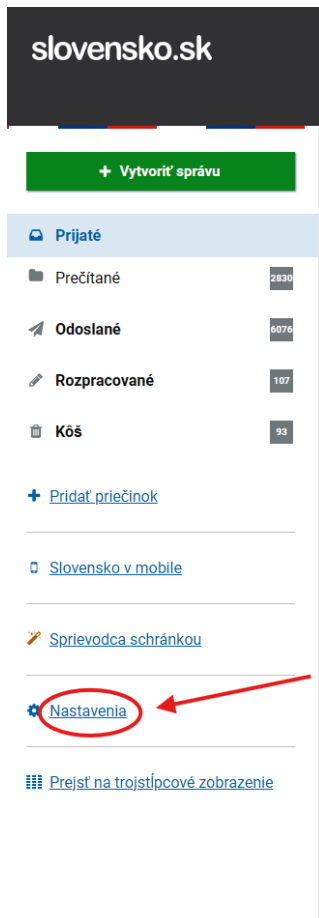 slovensko.sk
Vytvoriť správu
Prijaté
Prečítané 2830
Odoslané 6076
Rozpracované 107
Kôš 93
Pridať priečinok
Slovensko v mobile
Sprievodca schránkou
Nastavenia
Prejsť na trojstĺpcové zobrazenie